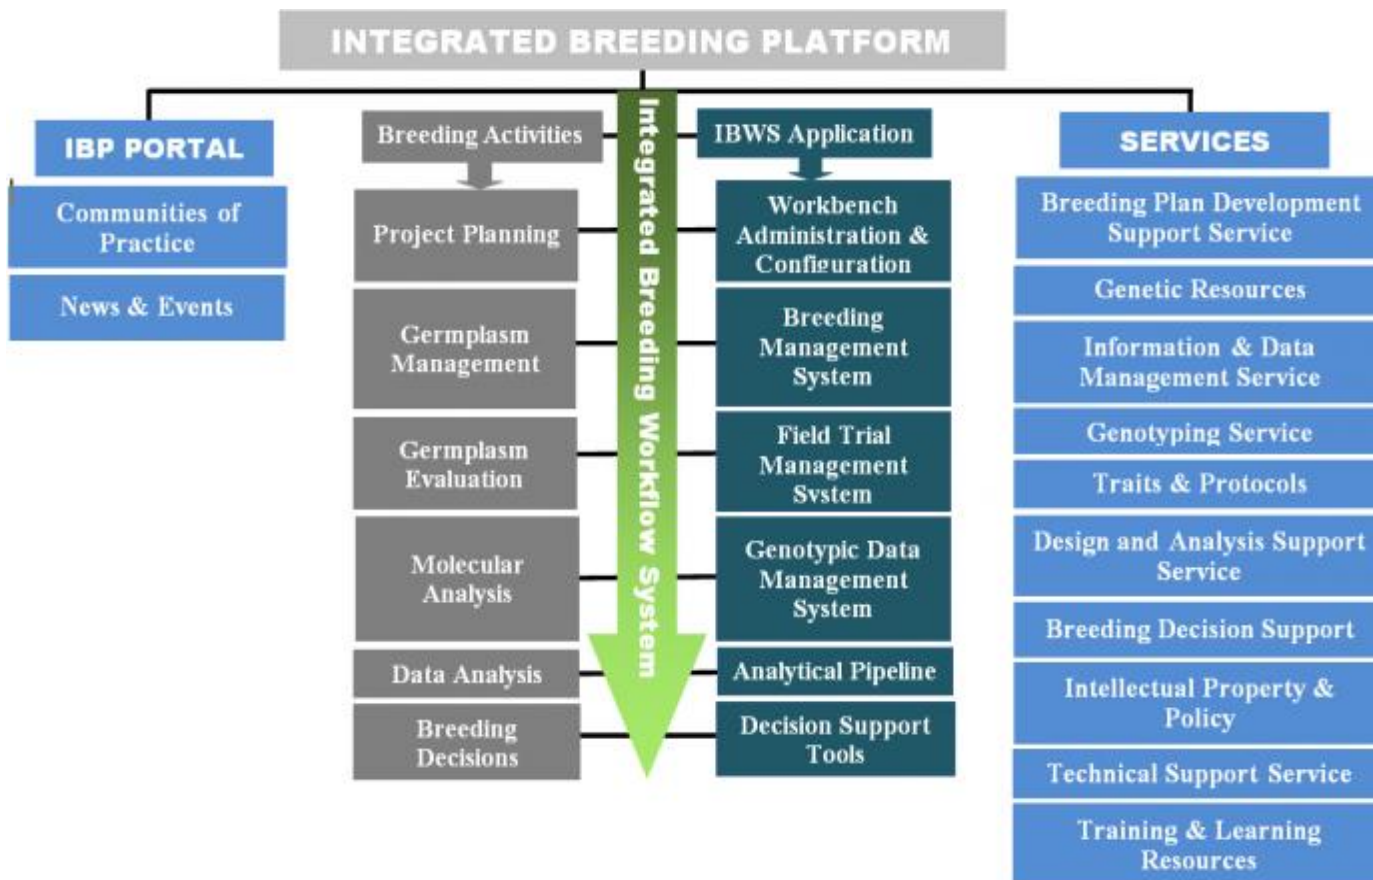 INTEGRATED BREEDING PLATFORM
IBP PORTAL
Communities of
Practice
News & Events
Breeding Activities
Project Planning
Germplasm
Management
Germplasm
Evaluation
Molecular
Analysis
Data Analysis
Breeding
Decisions
Integrated Breeding Workflow System
IBWS Application
Workbench
Administration &
Configuration
Breeding
Management
System
Field Trial
Management
System
Genotypic Data
Management
System
Analytical Pipeline
Decision Support
Tools
SERVICES
Breeding Plan Development
Support Service
Genetic Resources
Information & Data
Management Service
Genotyping Service
Traits & Protocols
Design and Analysis Support
Service
Breeding Decision Support
Intellectual Property &
Policy
Technical Support Service
Training & Learning
Resources